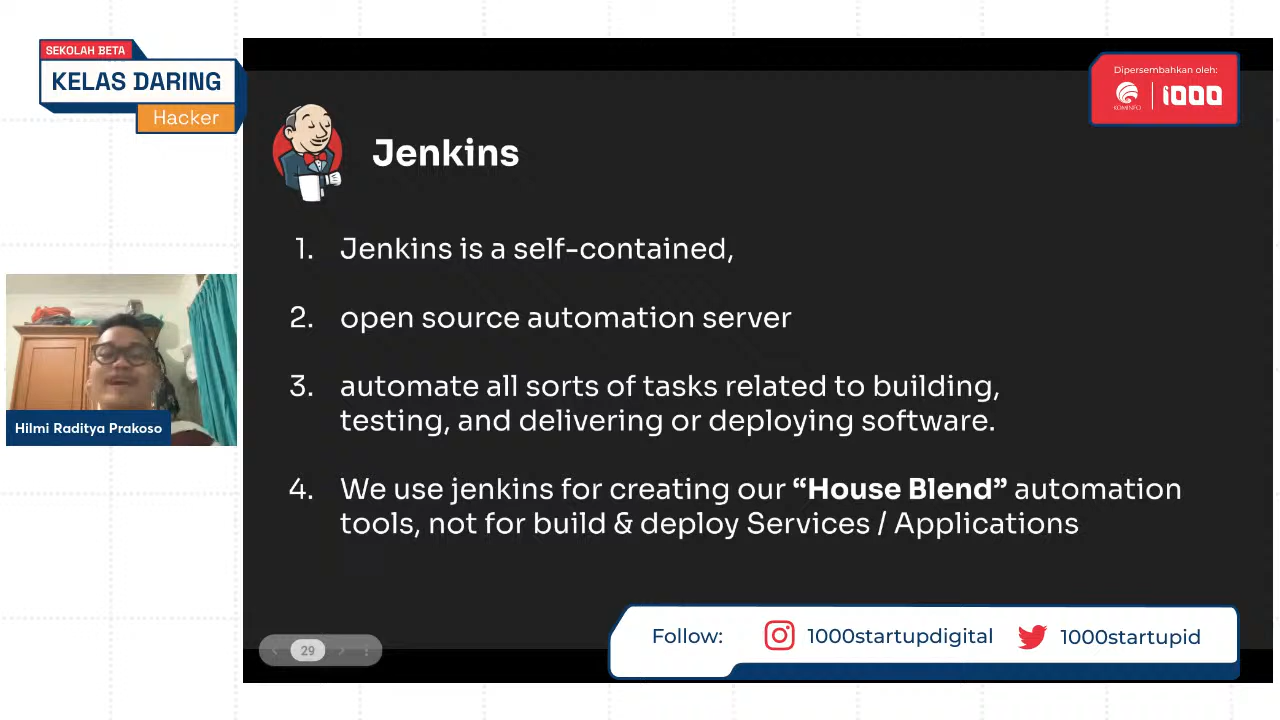 SEKOLAH BETA
KELAS DARING
Hacker
Dipersembahkan oleh:
KOMINFO
1000
Jenkins
1. Jenkins is a self-contained,
2. open source automation server
3. automate all sorts of tasks related to building,
testing, and delivering or deploying software.
4. We use jenkins for creating our “House Blend” automation
tools, not for build & deploy Services / Applications
Hilmi Raditya Prakoso
29
Follow:
1000startupdigital
1000startupid